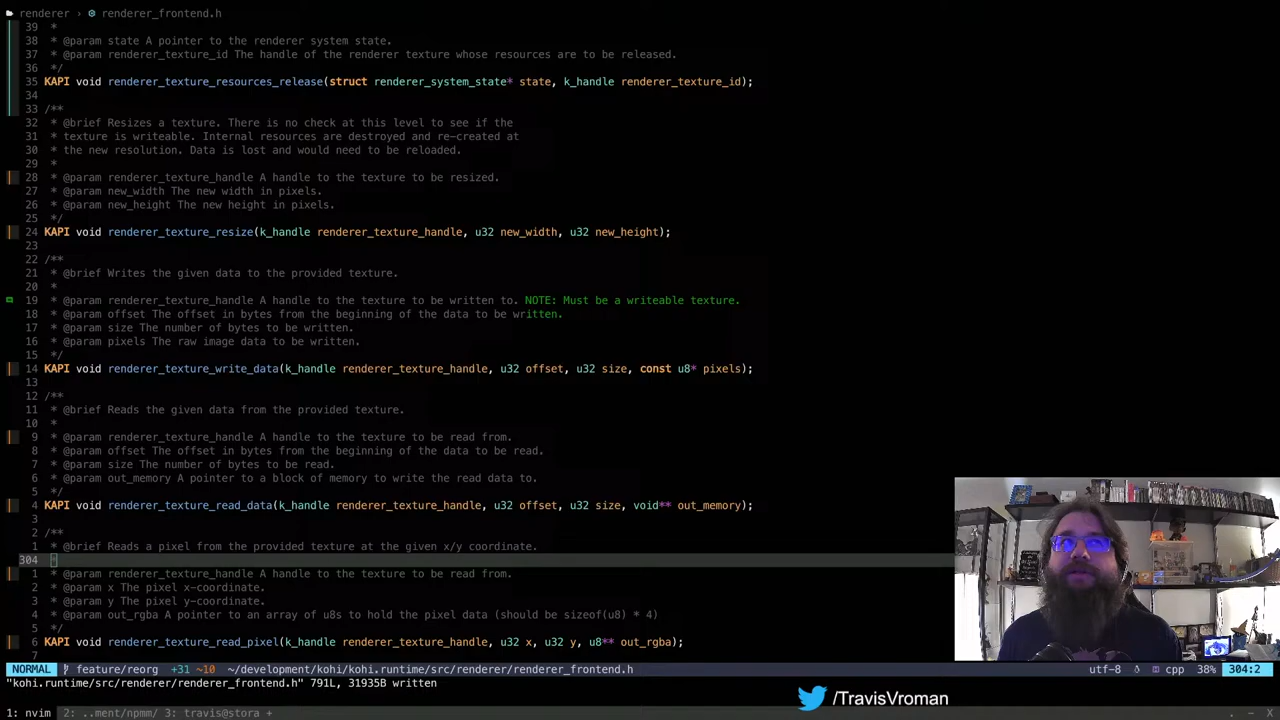 renderer › renderer_frontend.h
39 *
38 * @param state A pointer to the renderer system state.
37 * @param renderer_texture_id The handle of the renderer texture whose resources are to be released.
36 */
35 KAPI void renderer_texture_resources_release(struct renderer_system_state* state, k_handle renderer_texture_id);
34
33 /**
32 * @brief Resizes a texture. There is no check at this level to see if the
31 * texture is writeable. Internal resources are destroyed and re-created at
30 * the new resolution. Data is lost and would need to be reloaded.
29 *
28 * @param renderer_texture_handle A handle to the texture to be resized.
27 * @param new_width The new width in pixels.
26 * @param new_height The new height in pixels.
25 */
24 KAPI void renderer_texture_resize(k_handle renderer_texture_handle, u32 new_width, u32 new_height);
23
22 /**
21 * @brief Writes the given data to the provided texture.
20 *
19 * @param renderer_texture_handle A handle to the texture to be written to. NOTE: Must be a writeable texture.
18 * @param offset The offset in bytes from the beginning of the data to be written.
17 * @param size The number of bytes to be written.
16 * @param pixels The raw image data to be written.
15 */
14 KAPI void renderer_texture_write_data(k_handle renderer_texture_handle, u32 offset, u32 size, const u8* pixels);
13
12 /**
11 * @brief Reads the given data from the provided texture.
10 *
9 * @param renderer_texture_handle A handle to the texture to be read from.
8 * @param offset The offset in bytes from the beginning of the data to be read.
7 * @param size The number of bytes to be read.
6 * @param out_memory A pointer to a block of memory to write the read data to.
5 */
4 KAPI void renderer_texture_read_data(k_handle renderer_texture_handle, u32 offset, u32 size, void** out_memory);
3
2 /**
1 * @brief Reads a pixel from the provided texture at the given x/y coordinate.
304 *
1 * @param renderer_texture_handle A handle to the texture to be read from.
2 * @param x The pixel x-coordinate.
3 * @param y The pixel y-coordinate.
4 * @param out_rgba A pointer to an array of u8s to hold the pixel data (should be sizeof(u8) * 4)
5 */
6 KAPI void renderer_texture_read_pixel(k_handle renderer_texture_handle, u32 x, u32 y, u8** out_rgba);
7
NORMAL feature/reorg +31 ~10 ~/development/kohi/kohi.runtime/src/renderer/renderer_frontend.h utf-8 cpp 38% 304:2
"kohi.runtime/src/renderer/renderer_frontend.h" 791L, 31935B written
/TravisVroman
1: nvim 2: ..ment/npmm/ 3: travis@stora + . - X